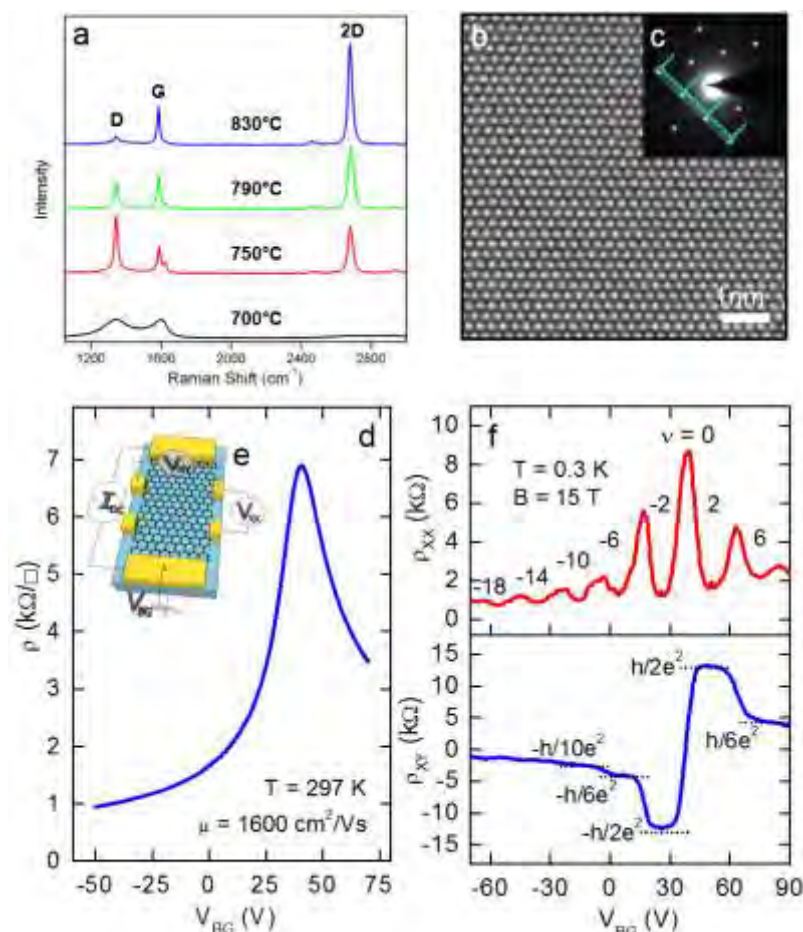 a
2D
D
G
830°C
790°C
750°C
700°C
Intensity
1200
1600
2000
2400
2800
Raman Shift (cm⁻¹)
b
c
1nm
d
e
7
6
5
4
3
2
1
0
ρ (kΩ/□)
V_BG
T = 297 K
μ = 1600 cm²/Vs
-50
-25
0
25
50
75
V_BG (V)
f
10
8
6
4
2
0
ρ_XX (kΩ)
ν = 0
T = 0.3 K
B = 15 T
-2
2
-6
6
-10
-14
-18
15
10
5
0
-5
-10
-15
ρ_XY (kΩ)
h/2e²
h/6e²
-h/10e²
-h/6e²
-h/2e²
-60
-30
0
30
60
90
V_BG (V)